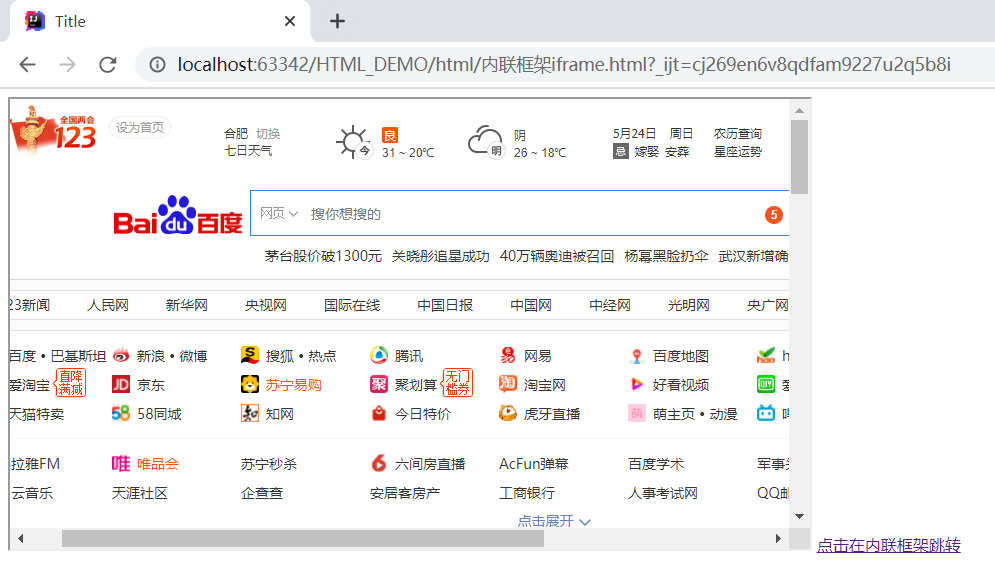 Title
localhost:63342/HTML_DEMO/html/内联框架iframe.html?_ijt=cj269en6v8qdfam9227u2q5b8i
全国两会
123
设为首页
合肥 切换
七日天气
今
良
31 ~ 20℃
明
阴
26 ~ 18℃
5月24日 周日 农历查询
忌 嫁娶 安葬 星座运势
Bai du 百度
网页 搜你想搜的 5
茅台股价破1300元 关晓彤追星成功 40万辆奥迪被召回 杨幂黑脸扔伞 武汉新增确
23新闻 人民网 新华网 央视网 国际在线 中国日报 中国网 中经网 光明网 央广网
百度 • 巴基斯坦 新浪 • 微博 搜狐 • 热点 腾讯 网易 百度地图 hao
爱淘宝 直降满减 JD 京东 苏宁易购 聚 聚划算 无门槛券 淘 淘宝网 好看视频
天猫特卖 58 58同城 知 知网 今日特价 虎牙直播 萌 萌主页 • 动漫
拉雅FM 唯 唯品会 苏宁秒杀 6 六间房直播 AcFun弹幕 百度学术 军事
云音乐 天涯社区 企查查 安居客房产 工商银行 人事考试网 QQ邮
点击展开
点击在内联框架跳转